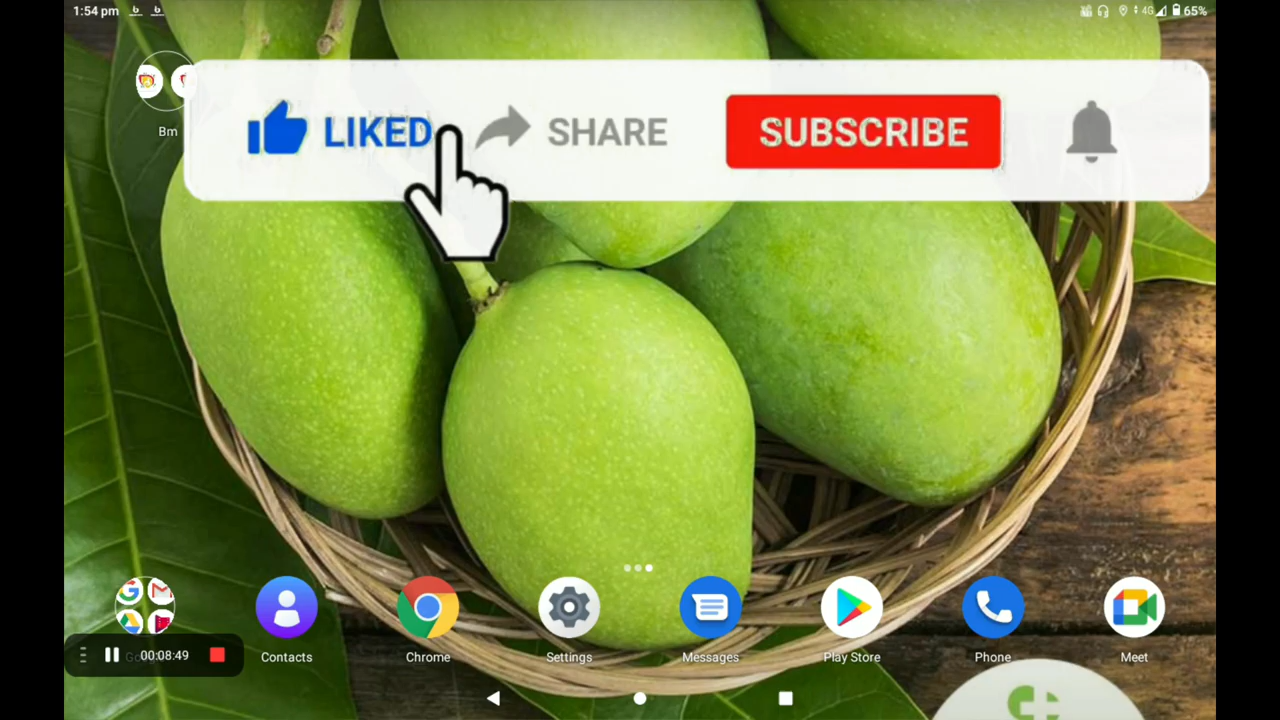 1:54 pm
4G 65%
Bm
LIKED SHARE SUBSCRIBE
00:08:49
Contacts Chrome Settings Messages Play Store Phone Meet